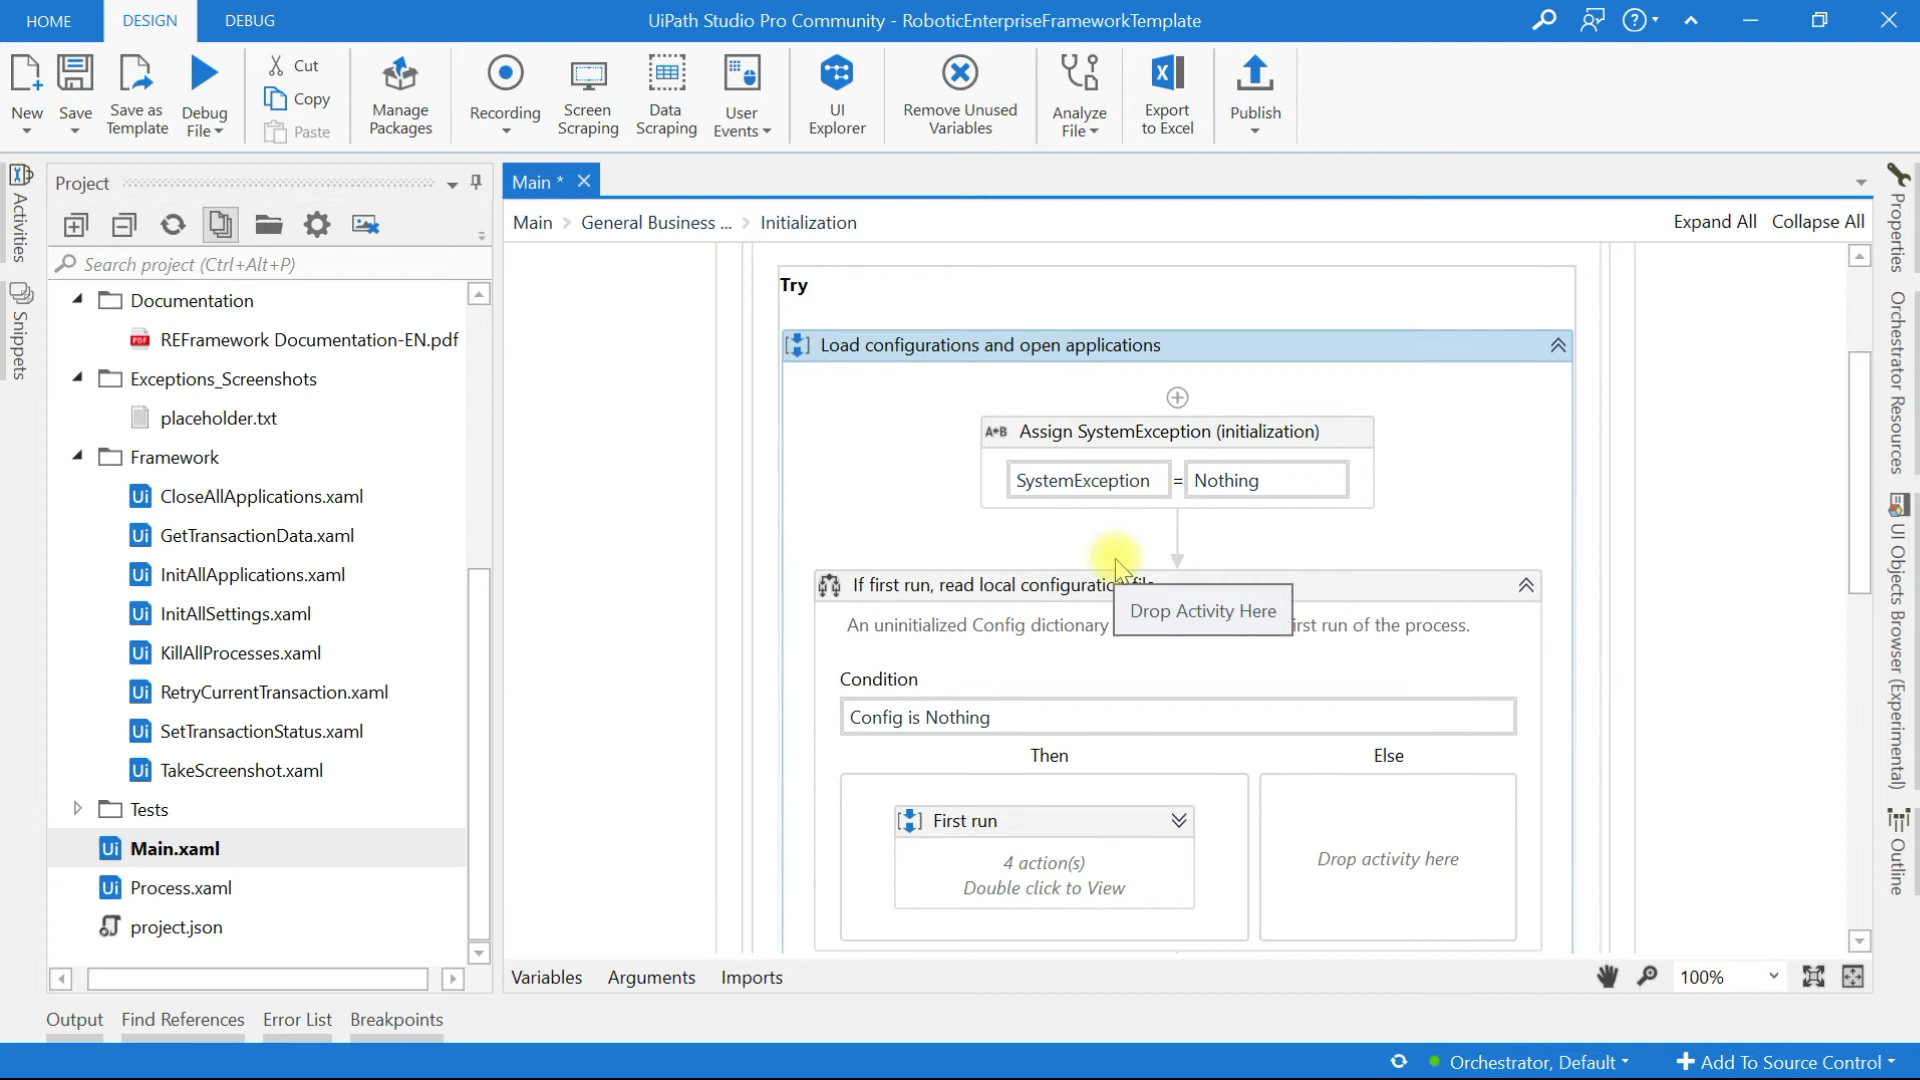 HOME DESIGN DEBUG UiPath Studio Pro Community - RoboticEnterpriseFrameworkTemplate
New
Save
Save as
Template
Debug
File
Cut
Copy
Paste
Manage
Packages
Recording
Screen
Scraping
Data
Scraping
User
Events
UI
Explorer
Remove Unused
Variables
Analyze
File
Export
to Excel
Publish
Activities
Snippets
Project
Search project (Ctrl+Alt+P)
Documentation
REFramework Documentation-EN.pdf
Exceptions_Screenshots
placeholder.txt
Framework
CloseAllApplications.xaml
GetTransactionData.xaml
InitAllApplications.xaml
InitAllSettings.xaml
KillAllProcesses.xaml
RetryCurrentTransaction.xaml
SetTransactionStatus.xaml
TakeScreenshot.xaml
Tests
Main.xaml
Process.xaml
project.json
Main *
Main > General Business ... > Initialization
Expand All Collapse All
Try
Load configurations and open applications
A+B Assign SystemException (initialization)
SystemException = Nothing
If first run, read local configuration file
Drop Activity Here
An uninitialized Config dictionary irst run of the process.
Condition
Config is Nothing
Then Else
First run
4 action(s)
Double click to View
Drop activity here
Variables Arguments Imports
100%
Properties
Orchestrator Resources
UI Objects Browser (Experimental)
Outline
Output Find References Error List Breakpoints
Orchestrator, Default
Add To Source Control